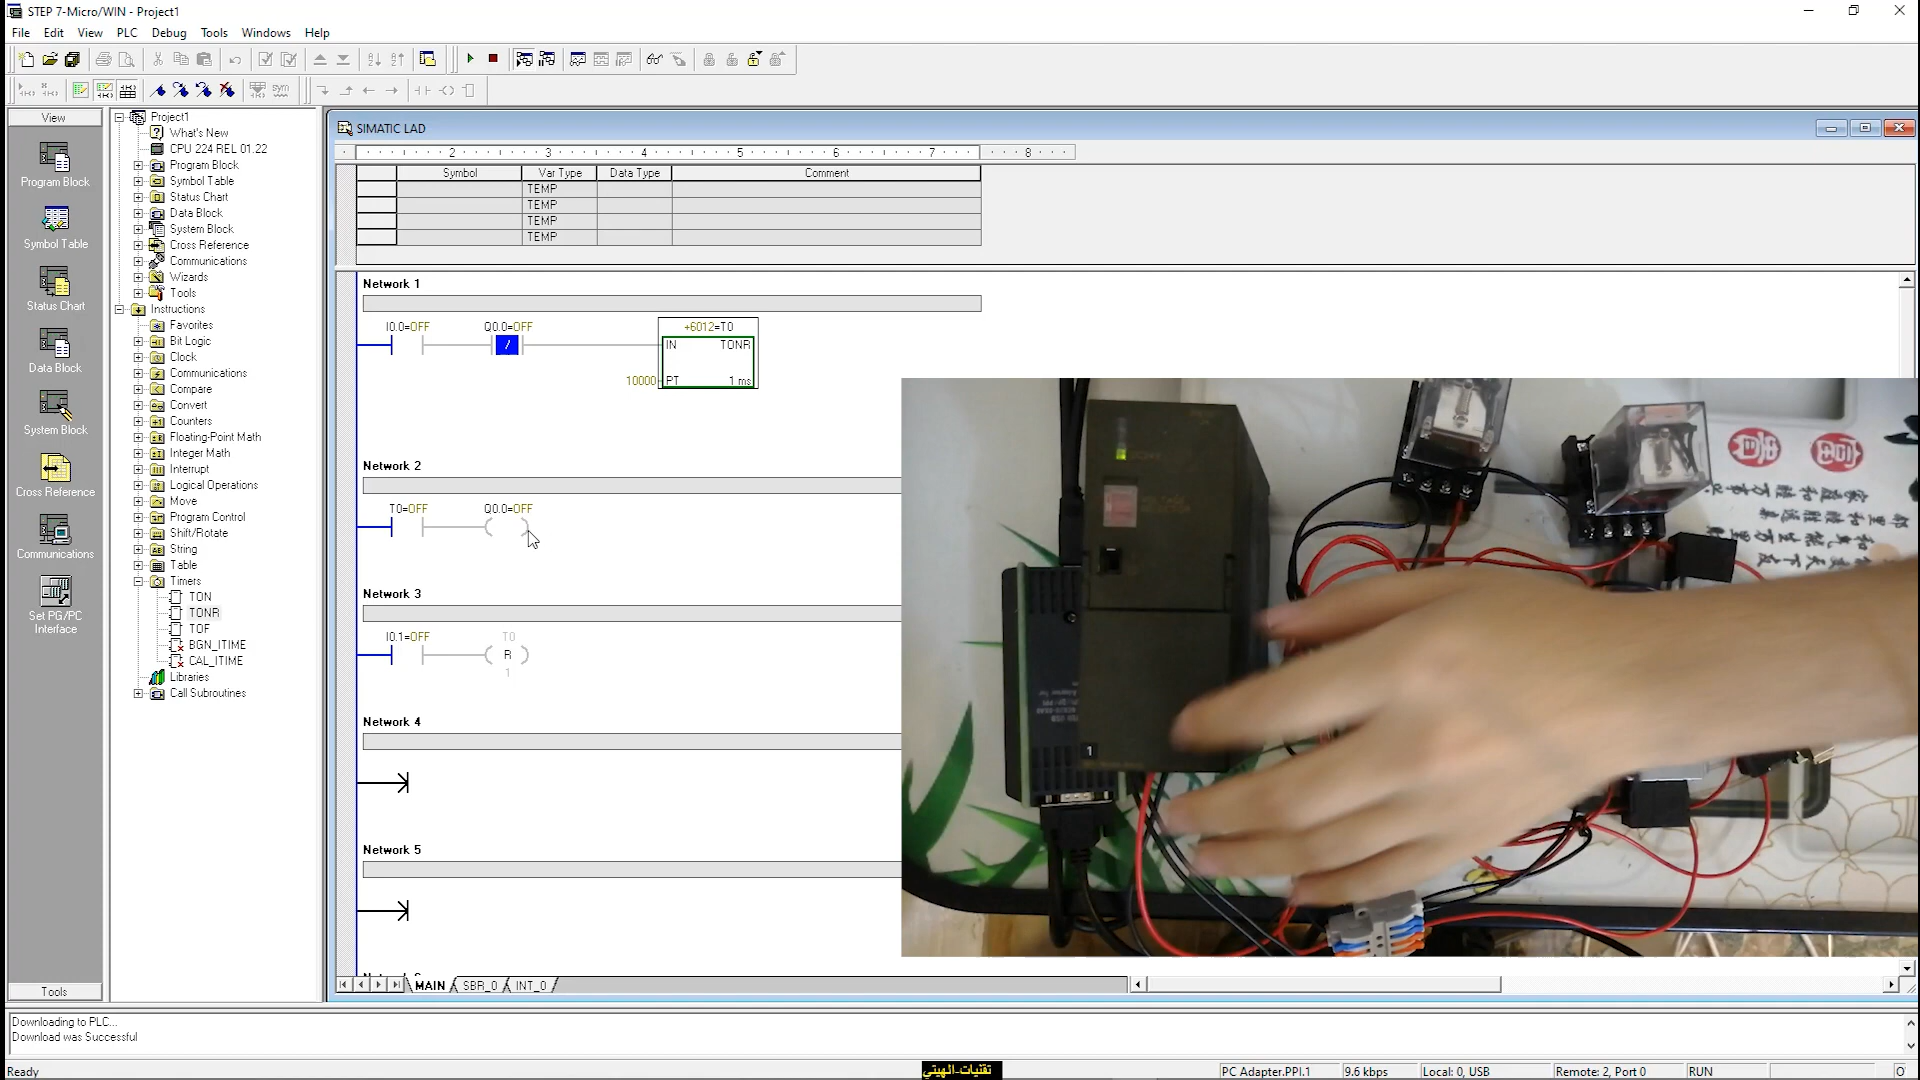 STEP 7-Micro/WIN - Project1
File Edit View PLC Debug Tools Windows Help
View
Program Block
Symbol Table
Status Chart
Data Block
System Block
Cross Reference
Communications
Set PG/PC
Interface
Tools
Project1
What's New
CPU 224 REL 01.22
Program Block
Symbol Table
Status Chart
Data Block
System Block
Cross Reference
Communications
Wizards
Tools
Instructions
Favorites
Bit Logic
Clock
Communications
Compare
Convert
Counters
Floating-Point Math
Integer Math
Interrupt
Logical Operations
Move
Program Control
Shift/Rotate
String
Table
Timers
TON
TONR
TOF
BGN_ITIME
CAL_ITIME
Libraries
Call Subroutines
SIMATIC LAD
2 3 4 5 6 7 8
Symbol Var Type Data Type Comment
TEMP
TEMP
TEMP
TEMP
Network 1
I0.0=OFF Q0.0=OFF +6012=T0
/ IN TONR
10000 PT 1 ms
Network 2
T0=OFF Q0.0=OFF
Network 3
I0.1=OFF T0
R
1
Network 4
Network 5
MAIN SBR_0 INT_0
1
Downloading to PLC...
Download was Successful
Ready
تقنيات-الهيتي
PC Adapter.PPI.1 9.6 kbps Local: 0, USB Remote: 2, Port 0 RUN